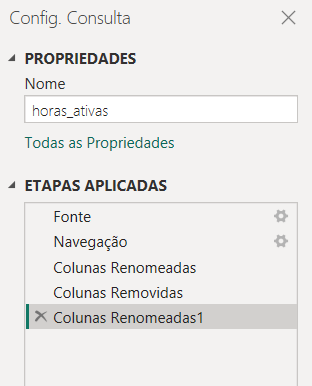 Config. Consulta
PROPRIEDADES
Nome
horas_ativas
Todas as Propriedades
ETAPAS APLICADAS
Fonte
Navegação
Colunas Renomeadas
Colunas Removidas
Colunas Renomeadas1